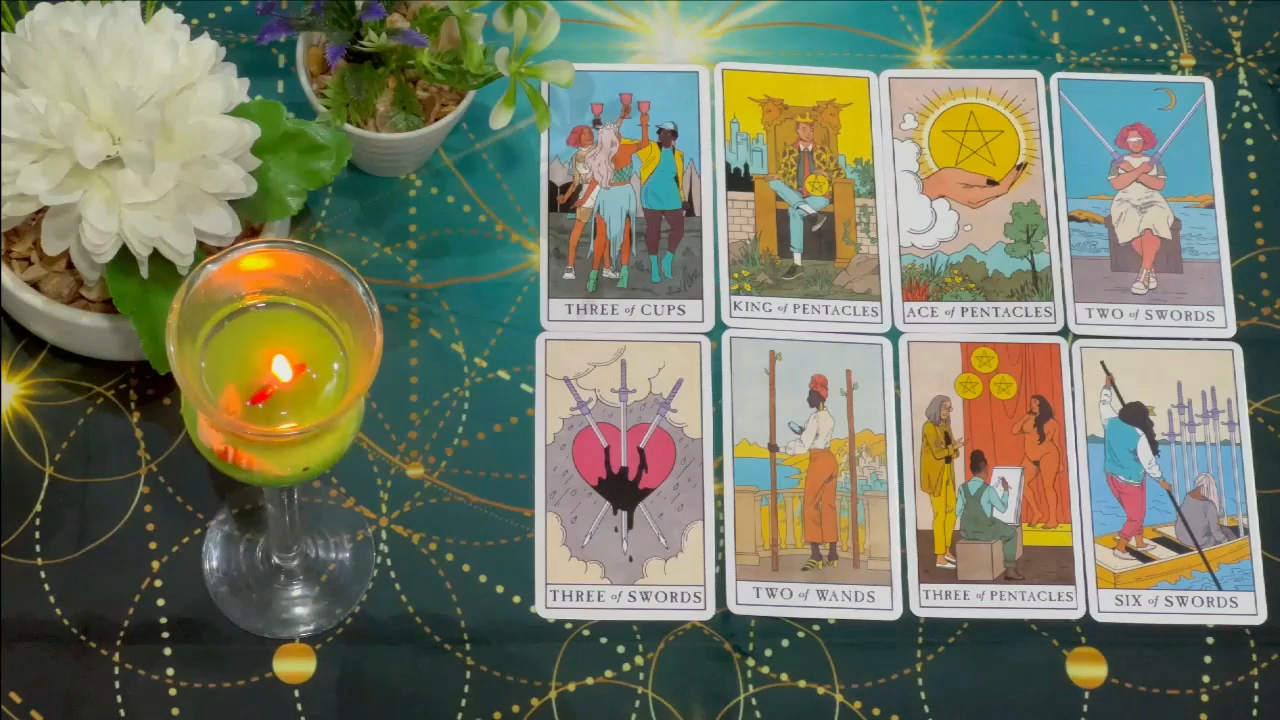 THREE of CUPS
KING of PENTACLES
ACE of PENTACLES
TWO of SWORDS
THREE of SWORDS
TWO of WANDS
THREE of PENTACLES
SIX of SWORDS